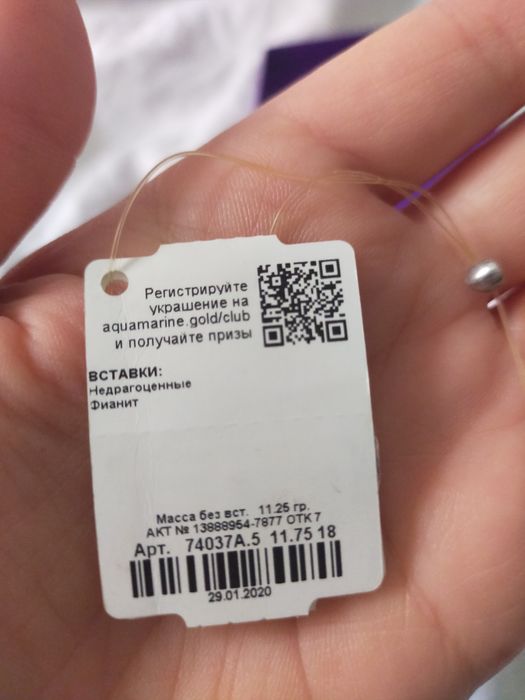 Регистрируйте
украшение на
aquamarine.gold/club
и получайте призы
ВСТАВКИ:
Недрагоценные
Фианит
Масса без вст. 11.25 гр.
АКТ № 13888954-7877 ОТК 7
Арт. 74037А.5 11.75 18
29.01.2020